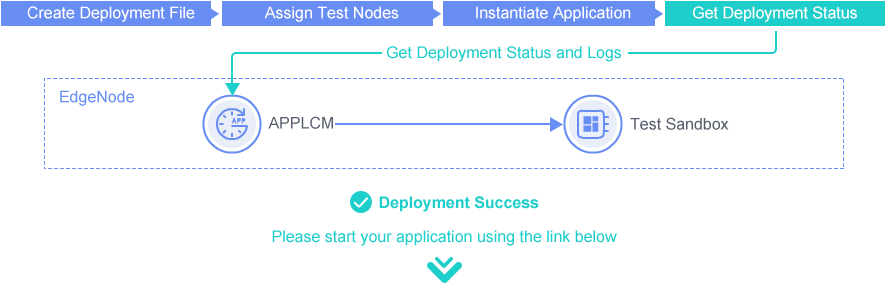 Create Deployment File
Assign Test Nodes
Instantiate Application
Get Deployment Status
Get Deployment Status and Logs
EdgeNode
APP
APPLCM
Test Sandbox
Deployment Success
Please start your application using the link below